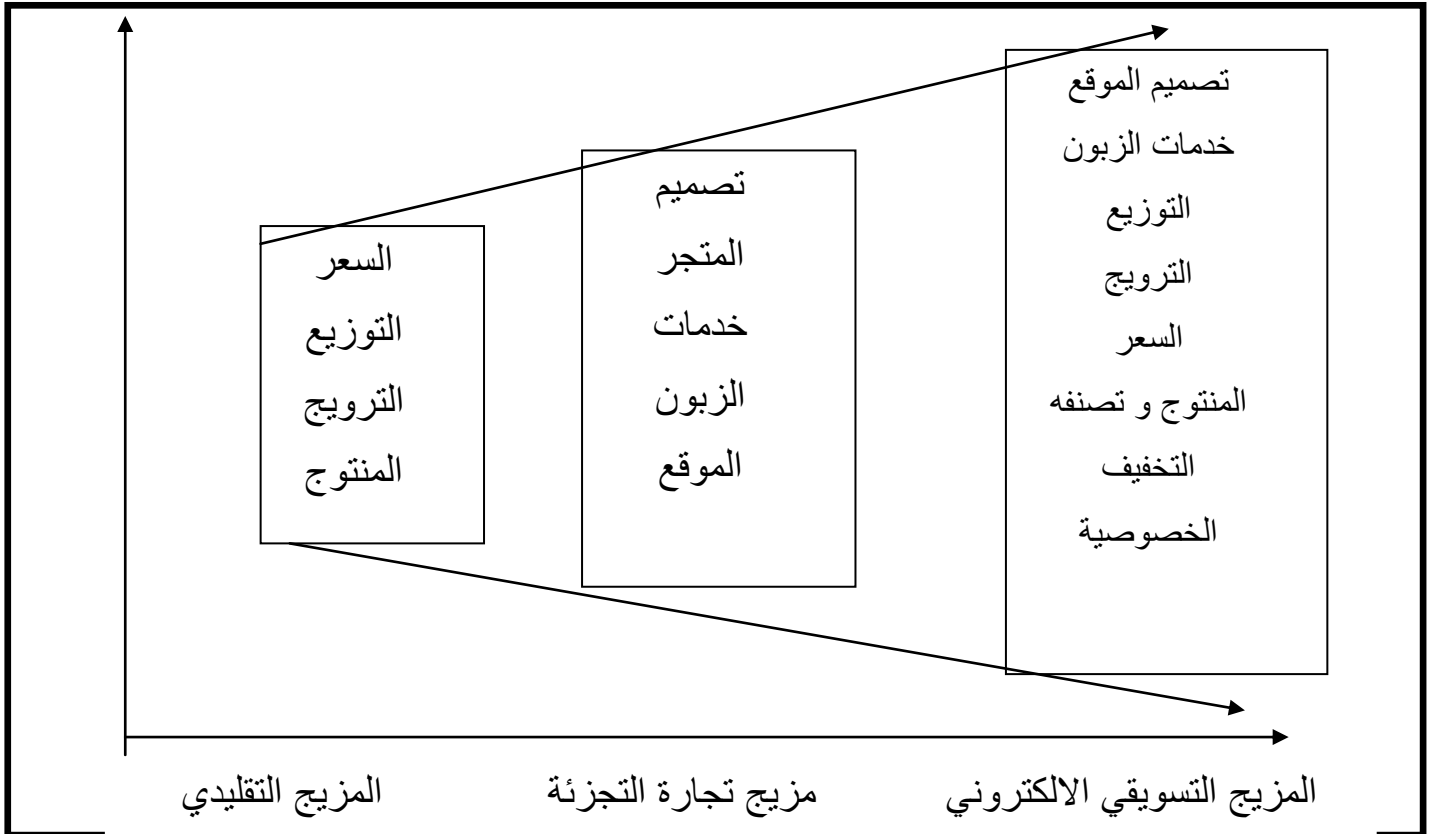 تصميم الموقع
خدمات الزبون
التوزيع
الترويج
السعر
المنتوج و تصنفه
التخفيف
الخصوصية
تصميم
المتجر
خدمات
الزبون
الموقع
السعر
التوزيع
الترويج
المنتوج
المزيج التسويقي الالكتروني
مزيج تجارة التجزئة
المزيج التقليدي